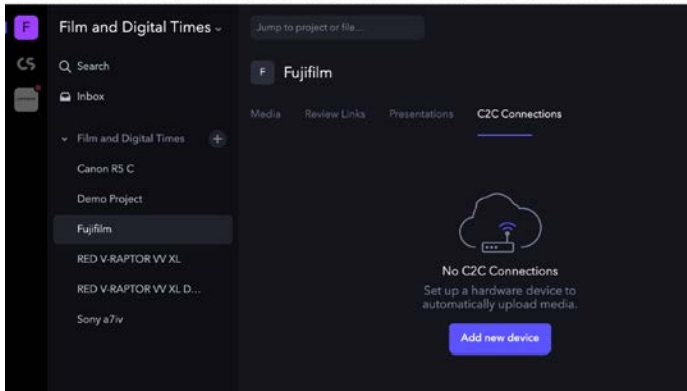 F
Film and Digital Times
CS
Search
Inbox
Film and Digital Times +
Canon R5 C
Demo Project
Fujifilm
RED V-RAPTOR VV XL
RED V-RAPTOR VV XL D...
Sony a7iv
Jump to project or file...
F Fujifilm
Media Review Links Presentations C2C Connections
No C2C Connections
Set up a hardware device to
automatically upload media.
Add new device